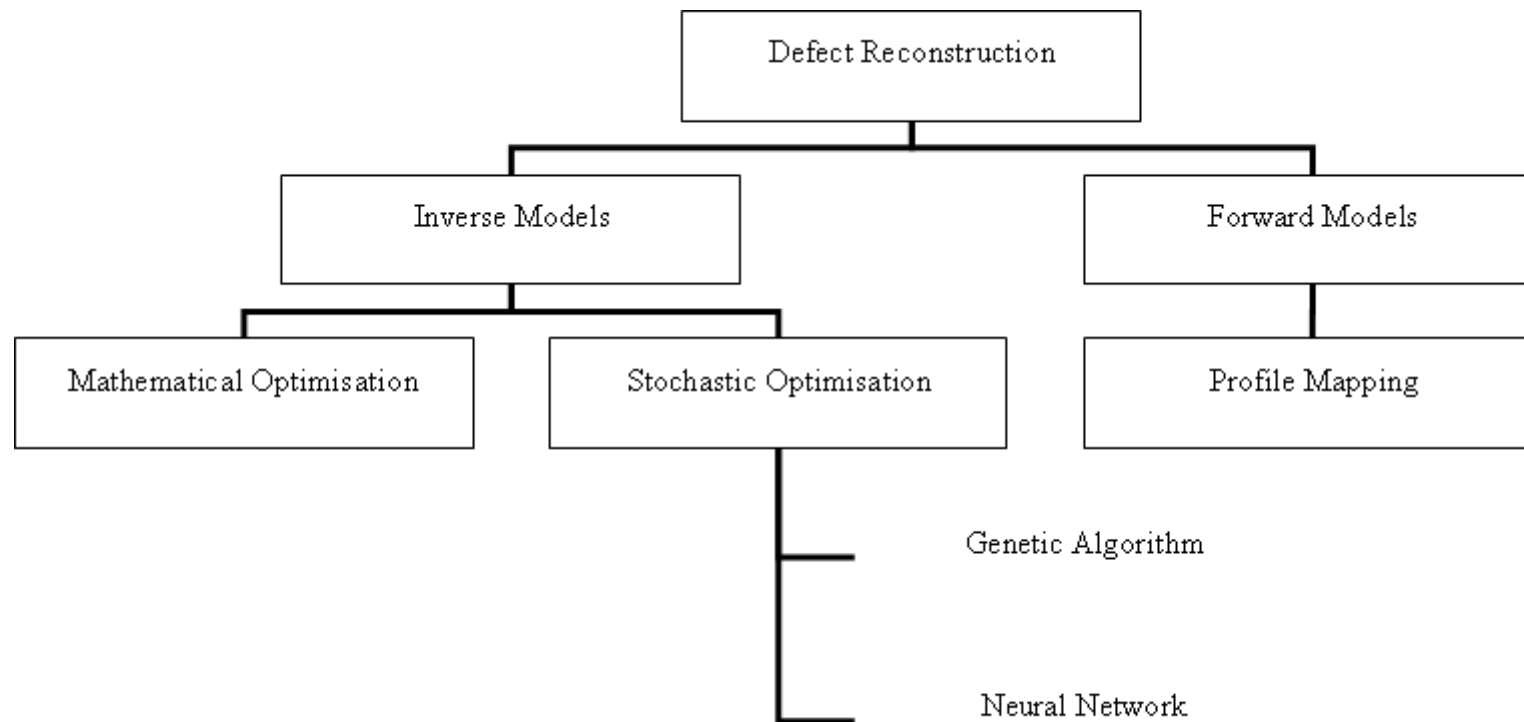 Defect Reconstruction
Inverse Models
Forward Models
Mathematical Optimisation
Stochastic Optimisation
Profile Mapping
Genetic Algorithm
Neural Network